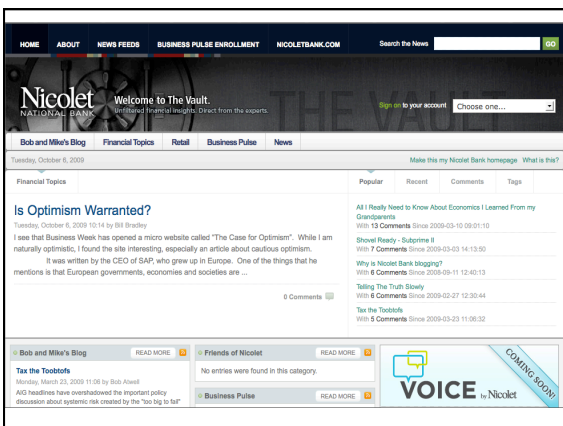 HOME ABOUT NEWS FEEDS BUSINESS PULSE ENROLLMENT NICOLETBANK.COM Search the News GO
THE VAULT
Nicolet
NATIONAL BANK
Welcome to The Vault.
Unfiltered financial insights. Direct from the experts.
Sign on to your account Choose one...
Bob and Mike's Blog Financial Topics Retail Business Pulse News
Tuesday, October 6, 2009 Make this my Nicolet Bank homepage What is this?
Financial Topics
Is Optimism Warranted?
Tuesday, October 6, 2009 10:14 by Bill Bradley
I see that Business Week has opened a micro website called "The Case for Optimism". While I am
naturally optimistic, I found the site interesting, especially an article about cautious optimism.
It was written by the CEO of SAP, who grew up in Europe. One of the things that he
mentions is that European governments, economies and societies are ...
0 Comments
Popular Recent Comments Tags
All I Really Need to Know About Economics I Learned From my
Grandparents
With 13 Comments Since 2009-03-10 09:01:10
Shovel Ready - Subprime II
With 7 Comments Since 2009-03-03 14:13:50
Why is Nicolet Bank blogging?
With 6 Comments Since 2008-09-11 12:40:13
Telling The Truth Slowly
With 6 Comments Since 2009-02-27 12:30:44
Tax the Toobtofs
With 5 Comments Since 2009-03-23 11:06:32
Bob and Mike's Blog READ MORE
Tax the Toobtofs
Monday, March 23, 2009 11:06 by Bob Atwell
AIG headlines have overshadowed the important policy
discussion about systemic risk created by the "too big to fail"
Friends of Nicolet READ MORE
No entries were found in this category.
Business Pulse READ MORE
VOICE by Nicolet
COMING SOON!